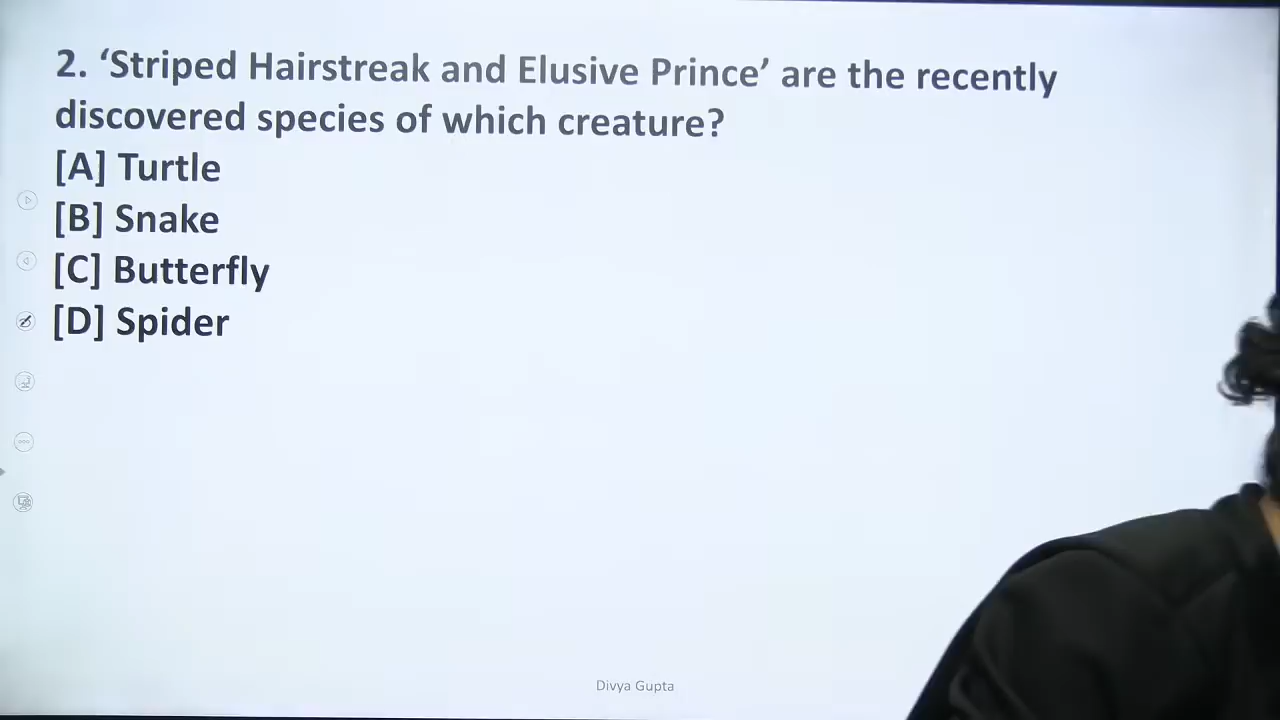 2. ‘Striped Hairstreak and Elusive Prince’ are the recently
discovered species of which creature?
[A] Turtle
[B] Snake
[C] Butterfly
[D] Spider
Divya Gupta